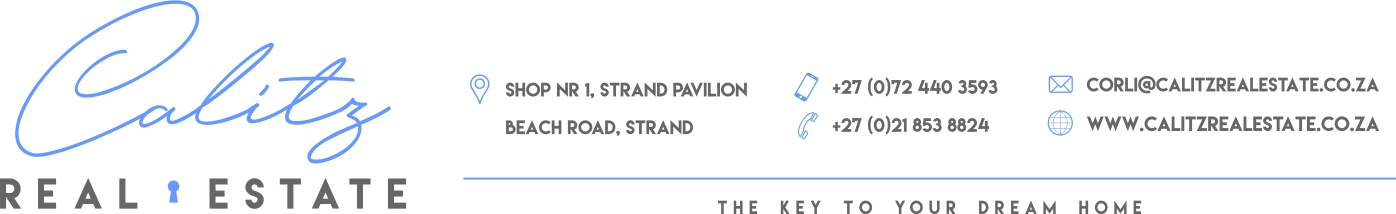 Calitz
REAL ESTATE
SHOP NR 1, STRAND PAVILION
BEACH ROAD, STRAND
+27 (0)72 440 3593
+27 (0)21 853 8824
CORLI@CALITZREALESTATE.CO.ZA
WWW.CALITZREALESTATE.CO.ZA
THE KEY TO YOUR DREAM HOME